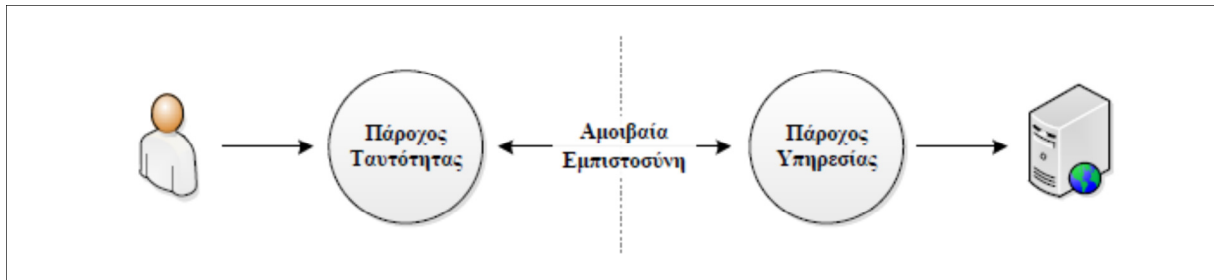 Πάροχος
Ταυτότητας
Αμοιβαία
Εμπιστοσύνη
Πάροχος
Υπηρεσίας